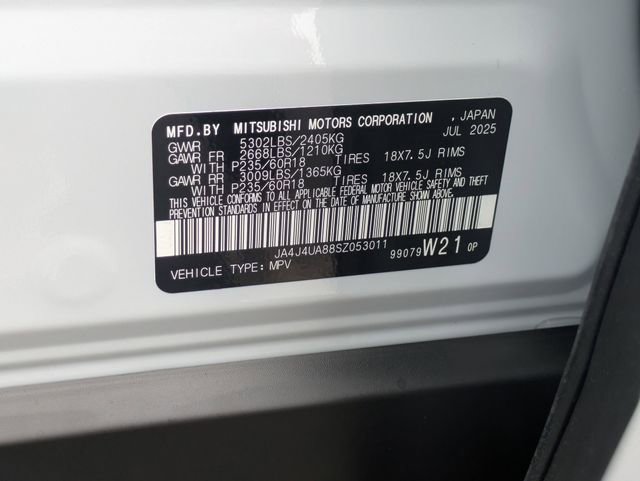 MFD.BY MITSUBISHI MOTORS CORPORATION , JAPAN
GVWR 5302LBS/2405KG JUL 2025
GAWR FR 2668LBS/1210KG
WITH P235/60R18 TIRES 18X7.5J RIMS
GAWR RR 3009LBS/1365KG
WITH P235/60R18 TIRES 18X7.5J RIMS
THIS VEHICLE CONFORMS TO ALL APPLICABLE FEDERAL MOTOR VEHICLE SAFETY AND THEFT
PREVENTION STANDARDS IN EFFECT ON THE DATE OF MANUFACTURE SHOWN ABOVE.
JA4J4UA88SZ053011
99079 W21 0P
VEHICLE TYPE: MPV